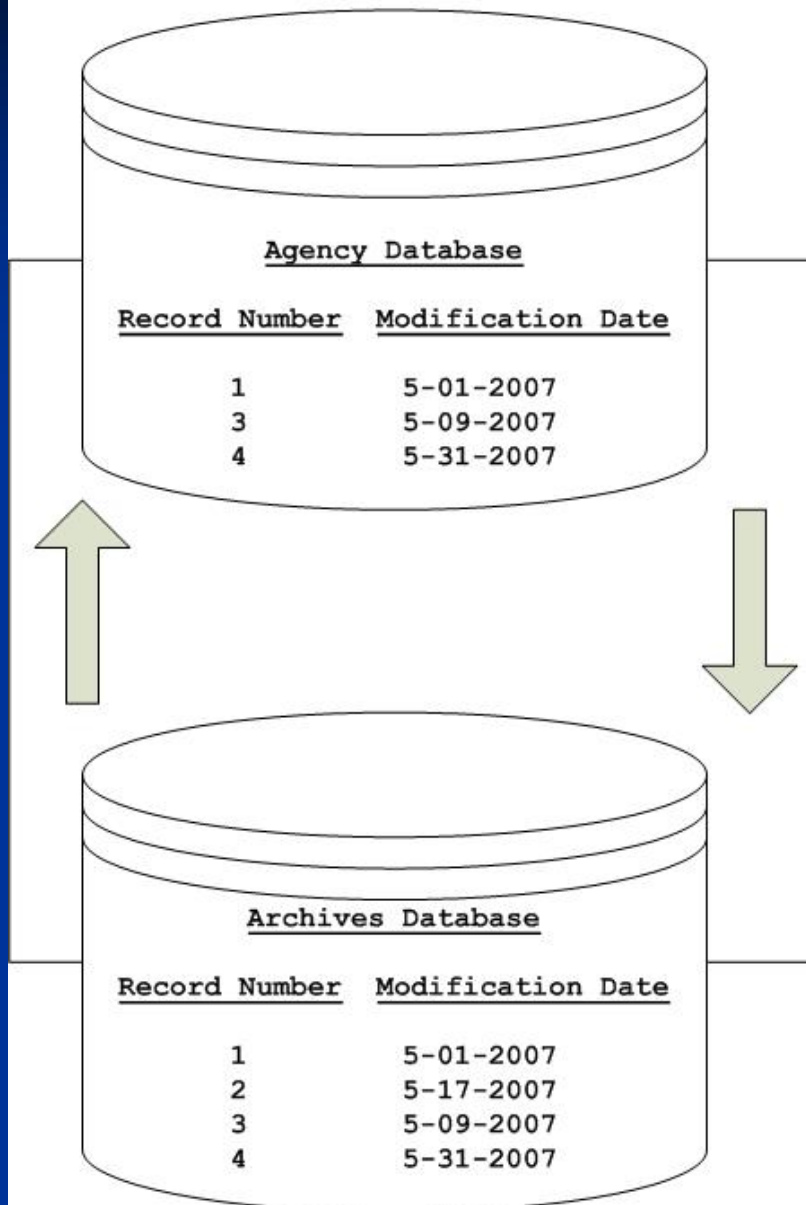 Agency Database
Record Number Modification Date
1 5-01-2007
3 5-09-2007
4 5-31-2007
Archives Database
Record Number Modification Date
1 5-01-2007
2 5-17-2007
3 5-09-2007
4 5-31-2007